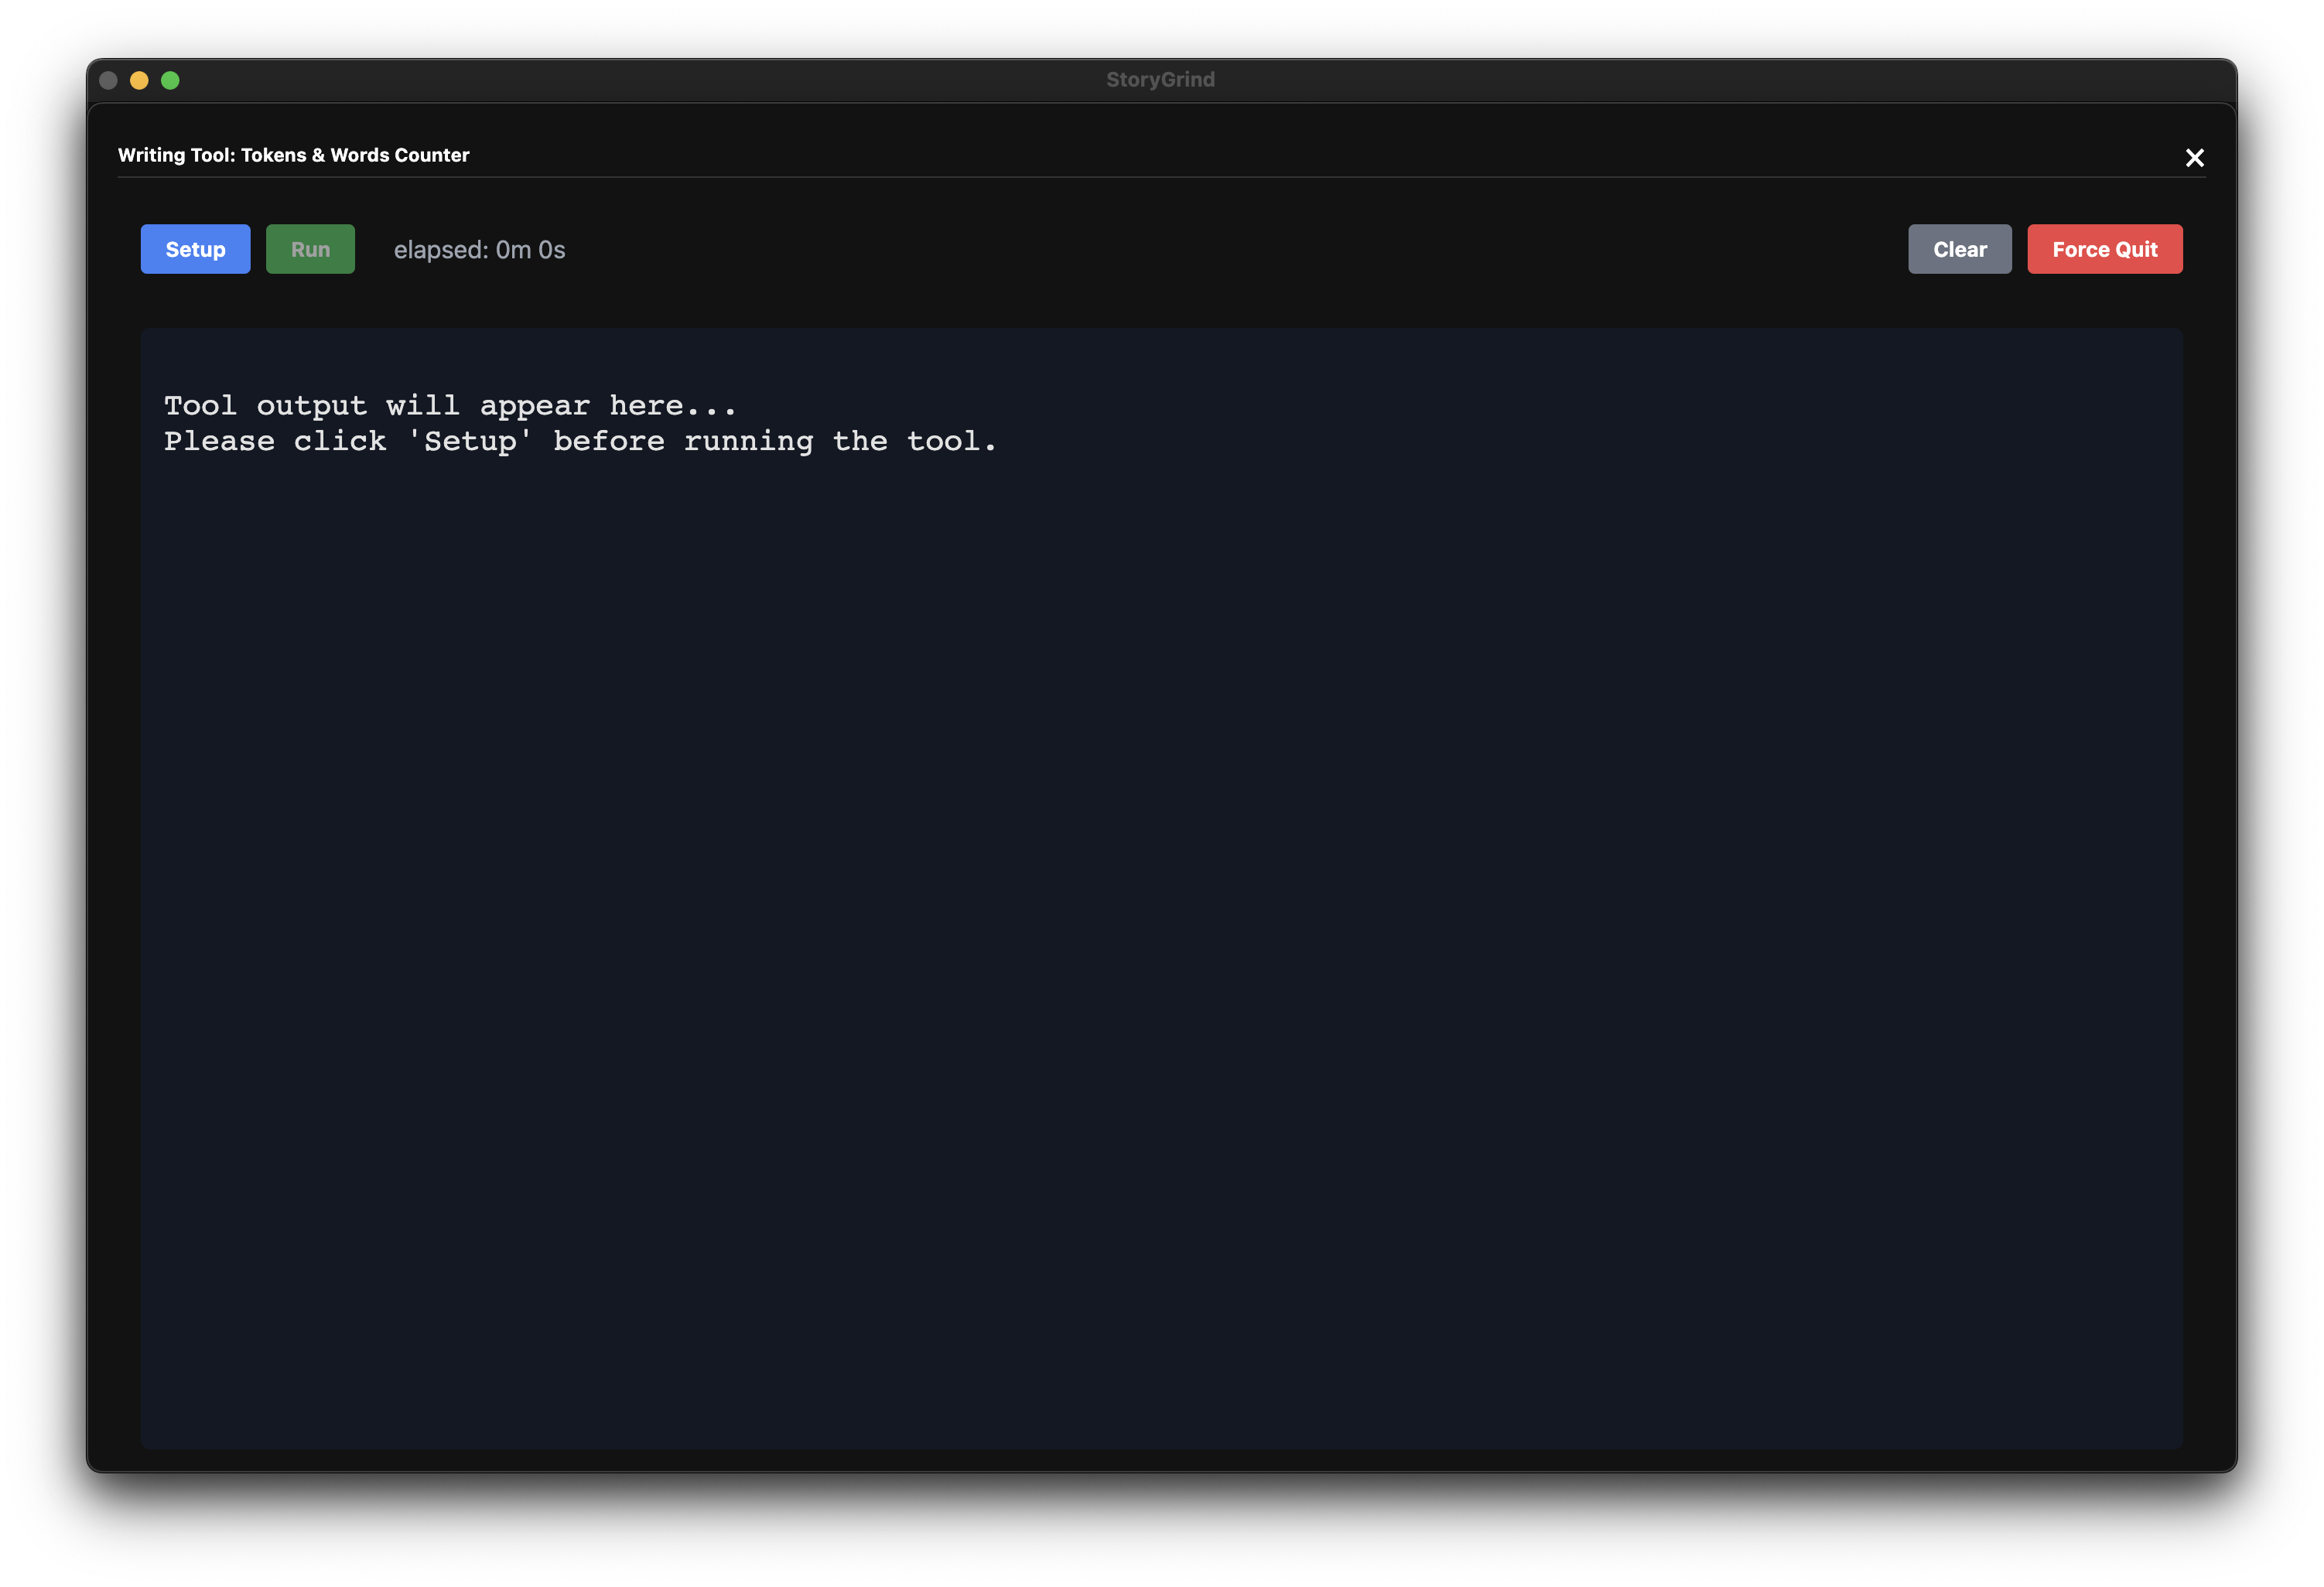 StoryGrind
Writing Tool: Tokens & Words Counter
Setup Run elapsed: 0m 0s Clear Force Quit
Tool output will appear here...
Please click 'Setup' before running the tool.